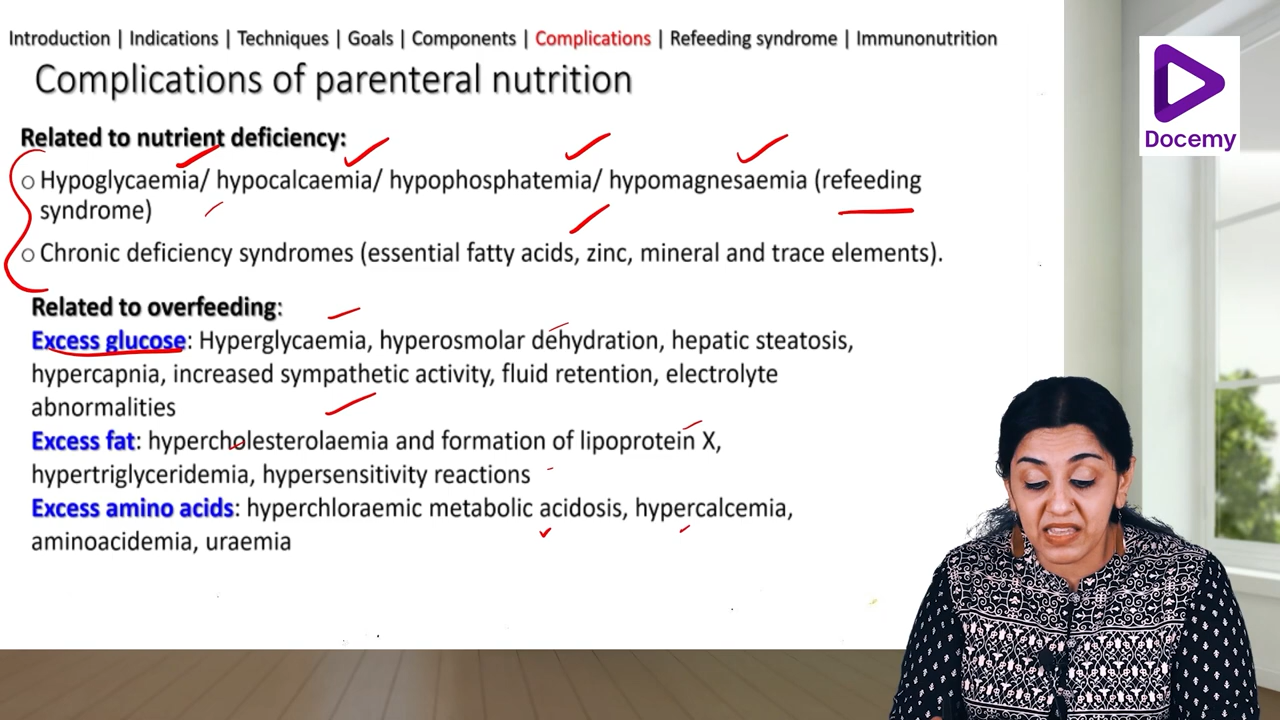 Introduction | Indications | Techniques | Goals | Components | Complications | Refeeding syndrome | Immunonutrition
Complications of parenteral nutrition
Docemy
Related to nutrient deficiency:
○ Hypoglycaemia/ hypocalcaemia/ hypophosphatemia/ hypomagnesaemia (refeeding
syndrome)
○ Chronic deficiency syndromes (essential fatty acids, zinc, mineral and trace elements).
Related to overfeeding:
Excess glucose: Hyperglycaemia, hyperosmolar dehydration, hepatic steatosis,
hypercapnia, increased sympathetic activity, fluid retention, electrolyte
abnormalities
Excess fat: hypercholesterolaemia and formation of lipoprotein X,
hypertriglyceridemia, hypersensitivity reactions
Excess amino acids: hyperchloraemic metabolic acidosis, hypercalcemia,
aminoacidemia, uraemia